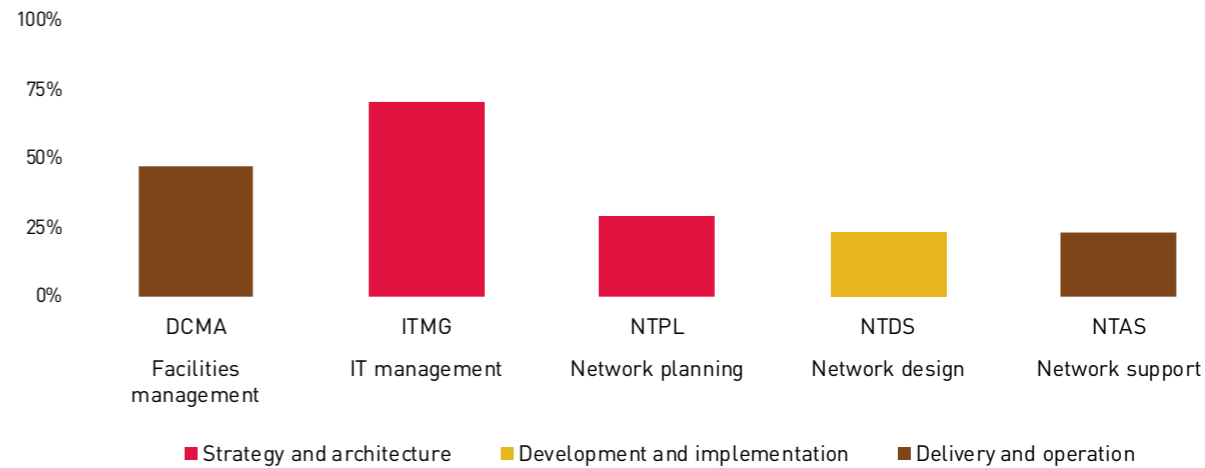 100%
75%
50%
25%
0%
DCMA ITMG NTPL NTDS NTAS
Facilities management IT management Network planning Network design Network support
Strategy and architecture Development and implementation Delivery and operation